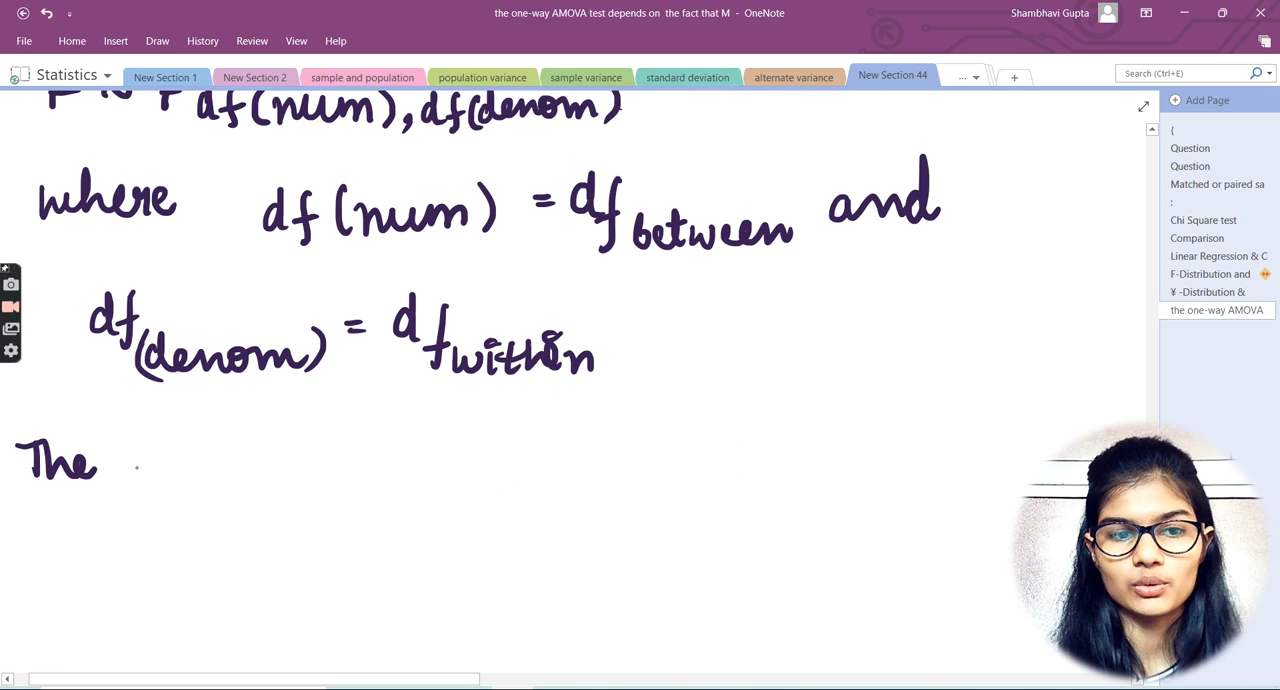 the one-way AMOVA test depends on the fact that M - OneNote
Shambhavi Gupta
File Home Insert Draw History Review View Help
Statistics New Section 1 New Section 2 sample and population population variance sample variance standard deviation alternate variance New Section 44 ... + Search (Ctrl+E)
Add Page
{
Question
Question
Matched or paired sa
:
Chi Square test
Comparison
Linear Regression & C
F-Distribution and
¥ -Distribution &
the one-way AMOVA
df(num), df(denom)
where df(num) = df between and
df(denom) = df within
The